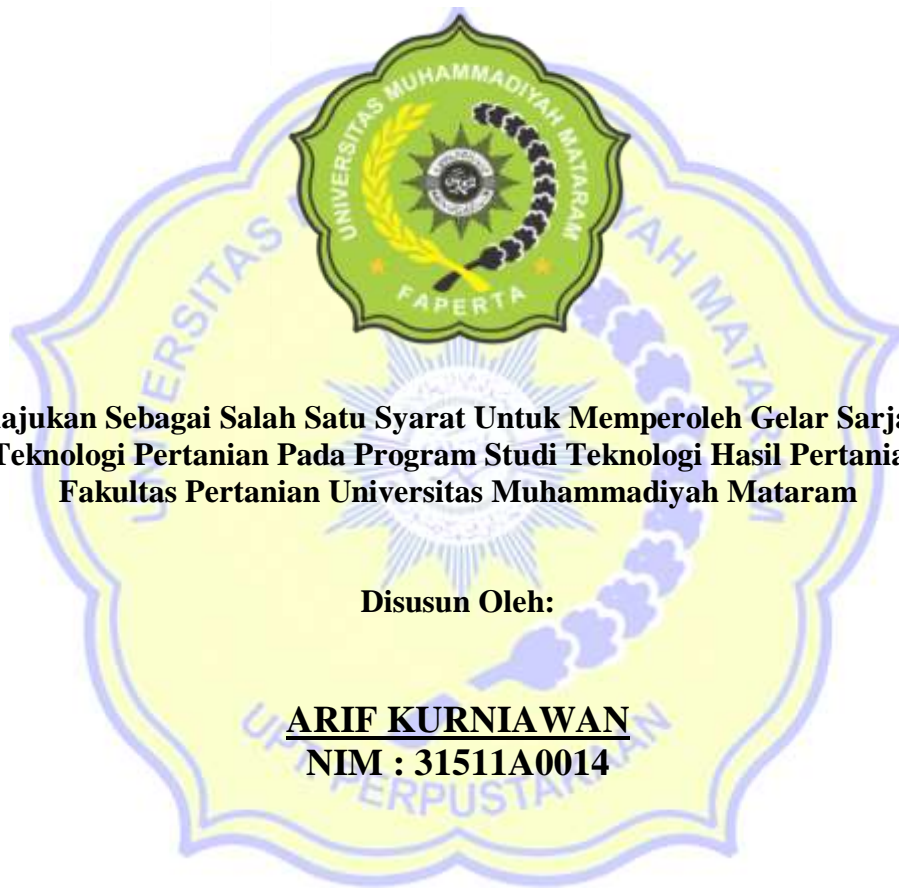 UNIVERSITAS MUHAMMADIYAH MATARAM
FAPERTA
ajukan Sebagai Salah Satu Syarat Untuk Memperoleh Gelar Sarja
Teknologi Pertanian Pada Program Studi Teknologi Hasil Pertania
Fakultas Pertanian Universitas Muhammadiyah Mataram
Disusun Oleh:
ARIF KURNIAWAN
NIM : 31511A0014
PERPUSTAKAAN